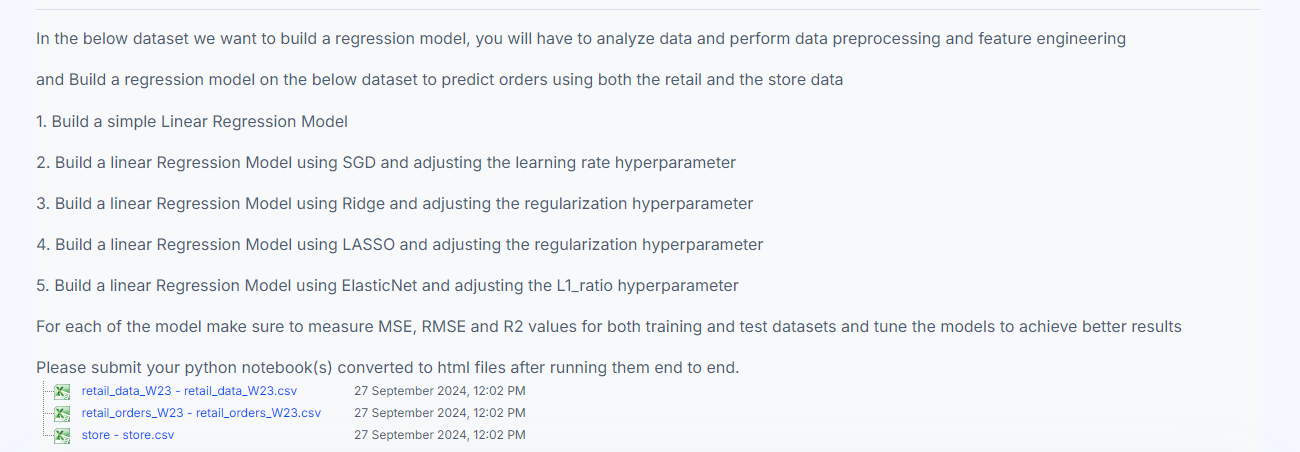 In the below dataset we want to build a regression model, you will have to analyze data and perform data preprocessing and feature engineering
and Build a regression model on the below dataset to predict orders using both the retail and the store data
1. Build a simple Linear Regression Model
2. Build a linear Regression Model using SGD and adjusting the learning rate hyperparameter
3. Build a linear Regression Model using Ridge and adjusting the regularization hyperparameter
4. Build a linear Regression Model using LASSO and adjusting the regularization hyperparameter
5. Build a linear Regression Model using ElasticNet and adjusting the L1_ratio hyperparameter
For each of the model make sure to measure MSE, RMSE and R2 values for both training and test datasets and tune the models to achieve better results
Please submit your python notebook(s) converted to html files after running them end to end.
retail_data_W23 - retail_data_W23.csv 27 September 2024, 12:02 PM
retail_orders_W23 - retail_orders_W23.csv 27 September 2024, 12:02 PM
store - store.csv 27 September 2024, 12:02 PM